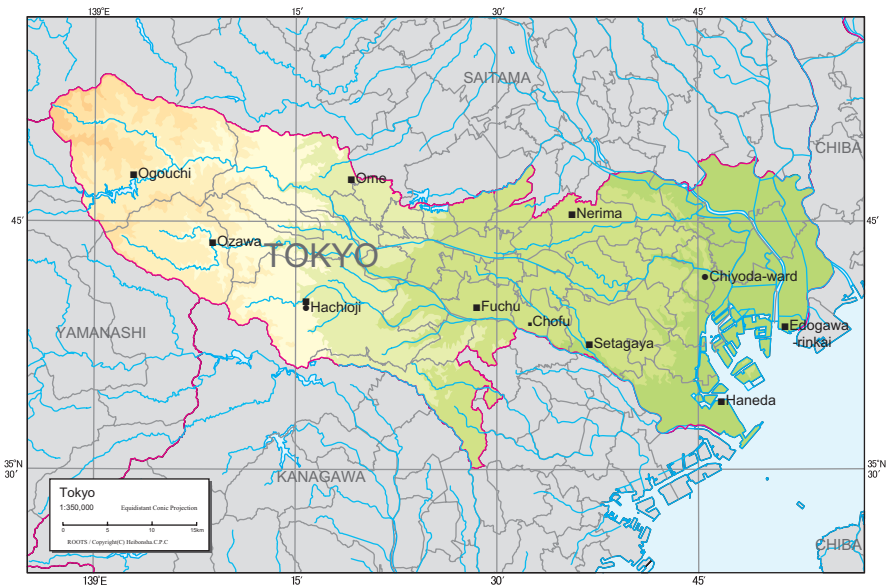 139°E 15' 30' 45'
SAITAMA
CHIBA
Ogouchi
Ome
Nerima
45' 45'
Ozawa
TOKYO
Chiyoda-ward
Hachioji
Fuchu
Chofu
Edogawa
-rinkai
YAMANASHI
Setagaya
Haneda
35°N 35°N
30' 30'
KANAGAWA
Tokyo
1:350,000 Equidistant Conic Projection
0 5 10 15km
ROOTS / Copyright(C) Heibonsha.C.P.C
CHIBA
139°E 15' 30' 45'